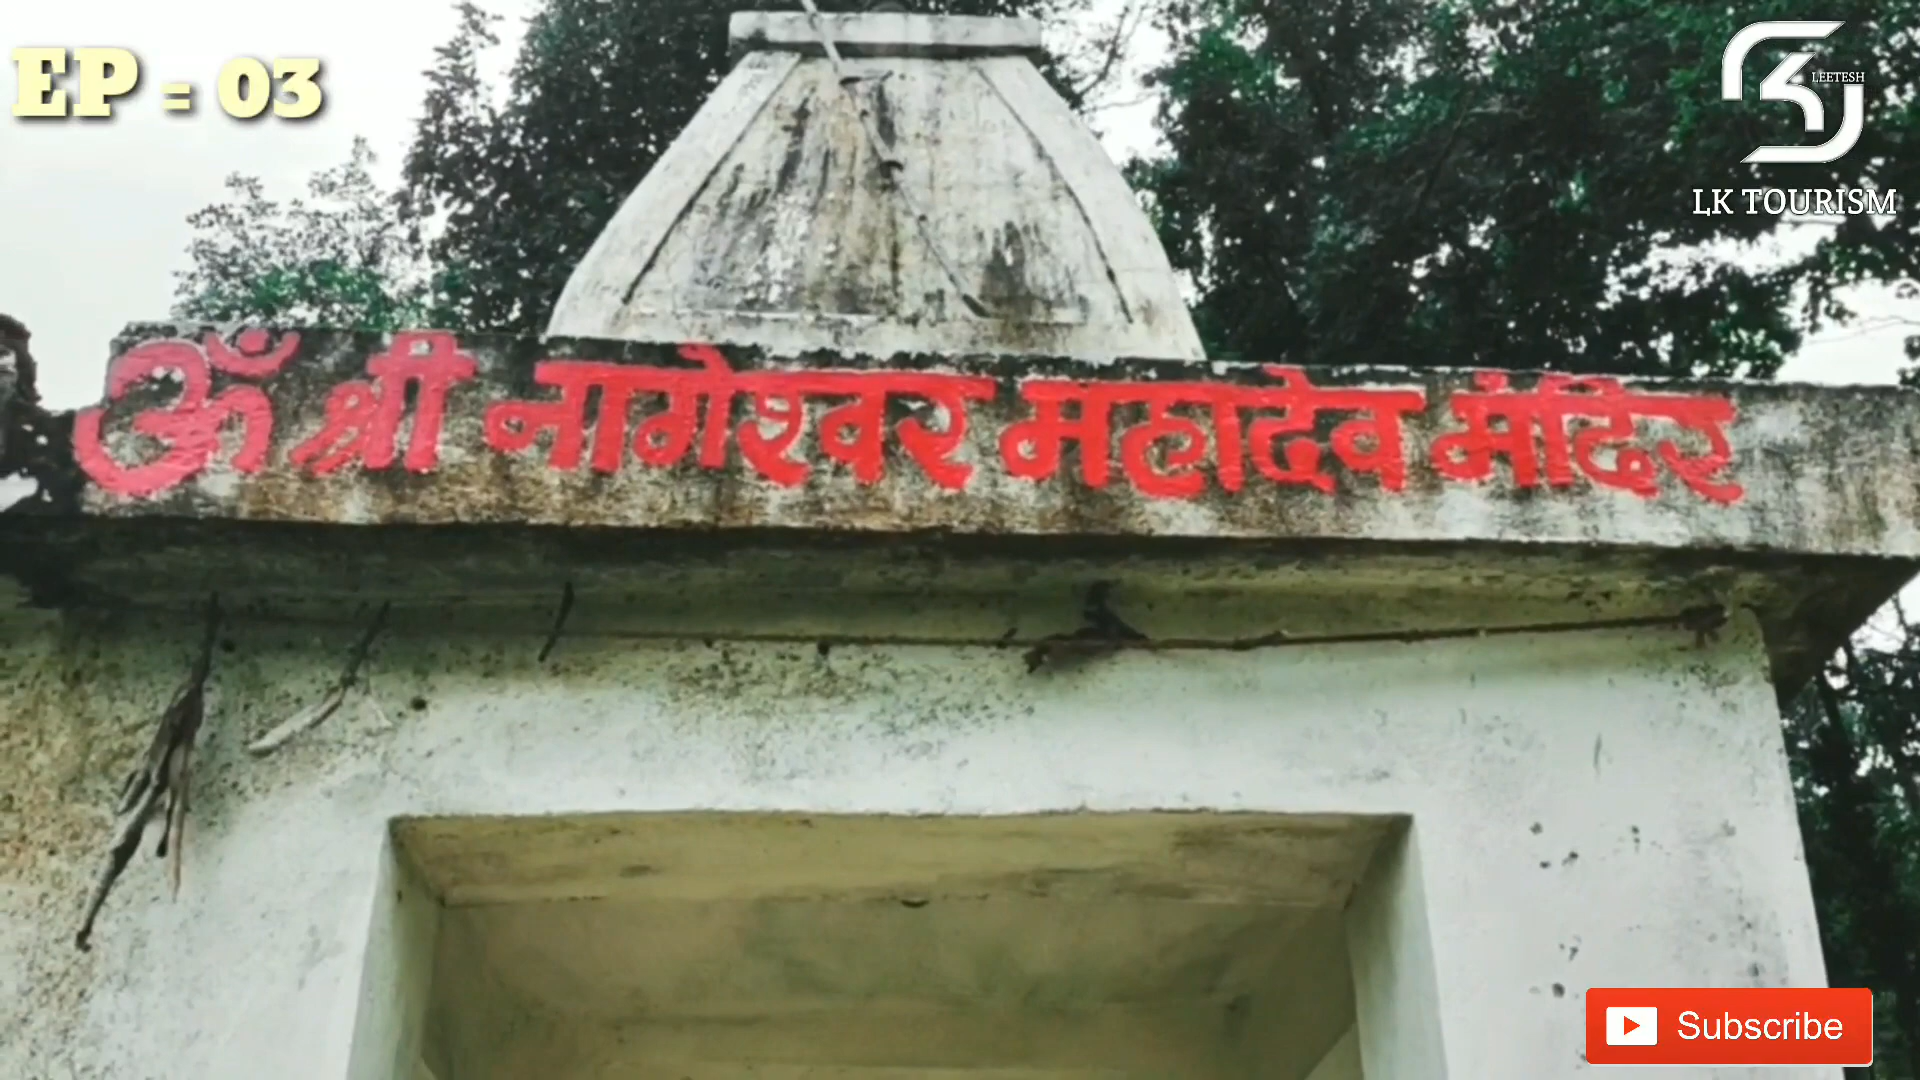 EP = 03
LEETESH
LK TOURISM
ॐ श्री नागेश्वर महादेव मंदिर
Subscribe